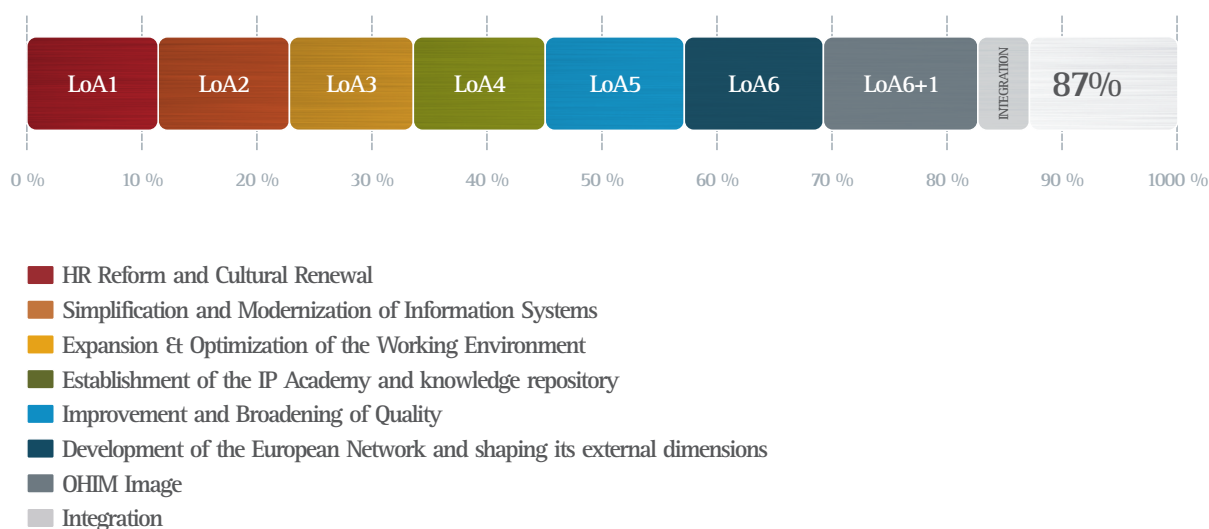 LoA1 LoA2 LoA3 LoA4 LoA5 LoA6 LoA6+1 INTEGRATION 87%
0 % 10 % 20 % 30 % 40 % 50 % 60 % 70 % 80 % 90 % 1000 %
HR Reform and Cultural Renewal
Simplification and Modernization of Information Systems
Expansion & Optimization of the Working Environment
Establishment of the IP Academy and knowledge repository
Improvement and Broadening of Quality
Development of the European Network and shaping its external dimensions
OHIM Image
Integration